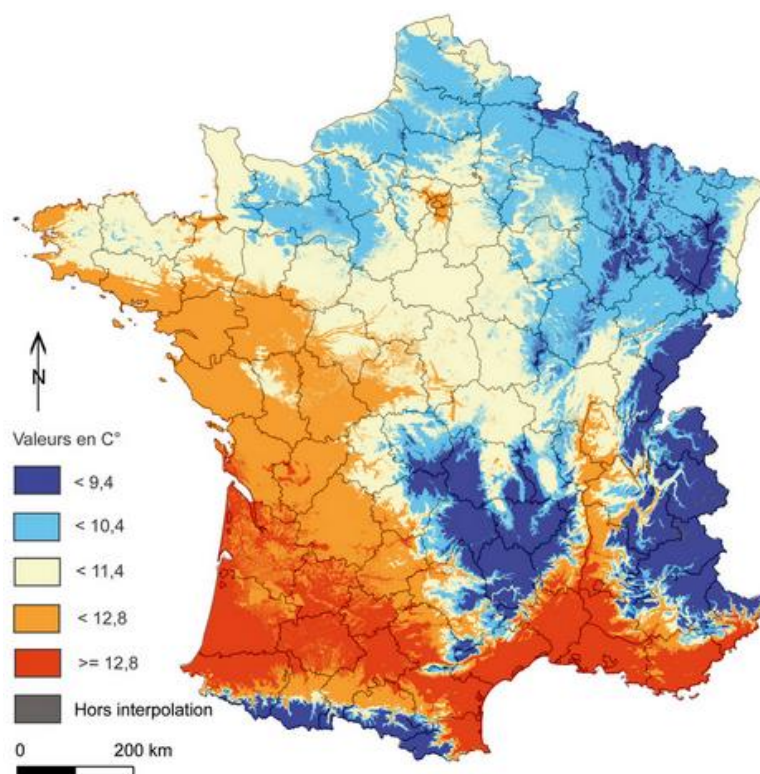 N
Valeurs en C°
< 9,4
< 10,4
< 11,4
< 12,8
>= 12,8
Hors interpolation
0 200 km